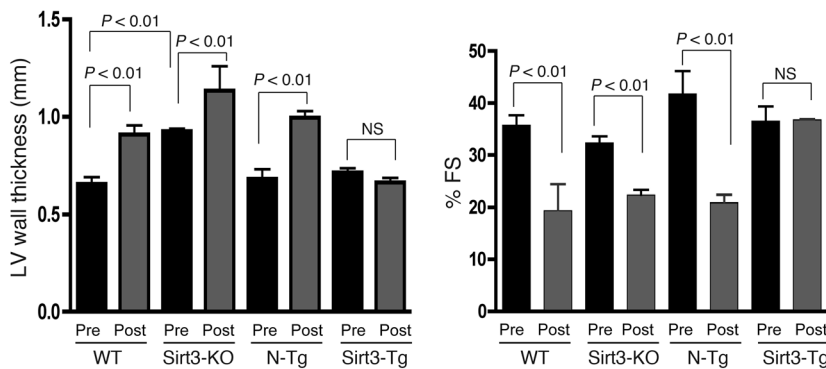 LV wall thickness (mm)
1.5
1.0
0.5
0.0
P < 0.01
P < 0.01
P < 0.01
P < 0.01
NS
Pre Post Pre Post Pre Post Pre Post
WT Sirt3-KO N-Tg Sirt3-Tg
% FS
50
40
30
20
10
0
P < 0.01
P < 0.01
P < 0.01
NS
Pre Post Pre Post Pre Post Pre Post
WT Sirt3-KO N-Tg Sirt3-Tg